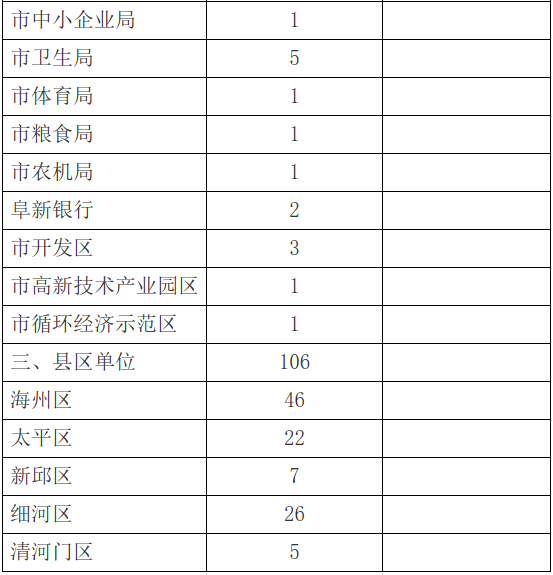 市中小企业局 1
市卫生局 5
市体育局 1
市粮食局 1
市农机局 1
阜新银行 2
市开发区 3
市高新技术产业园区 1
市循环经济示范区 1
三、县区单位 106
海州区 46
太平区 22
新邱区 7
细河区 26
清河门区 5